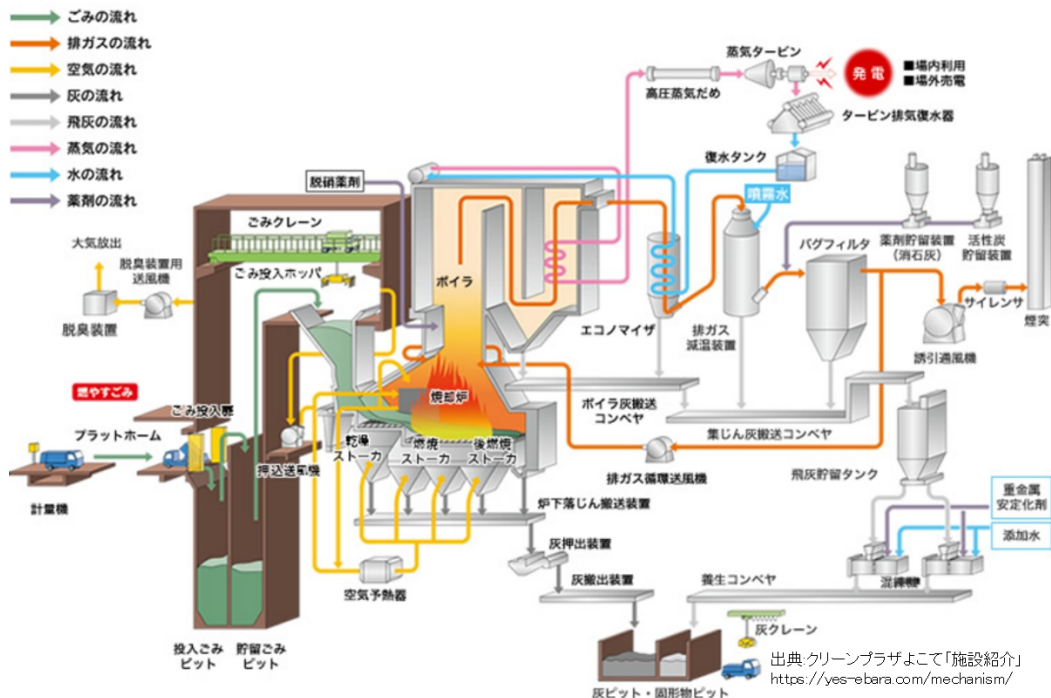 ごみの流れ
排ガスの流れ
空気の流れ
灰の流れ
飛灰の流れ
蒸気の流れ
水の流れ
薬剤の流れ
蒸気タービン
発電
■場内利用
■場外売電
高圧蒸気だめ
タービン排気復水器
復水タンク
噴霧水
脱硝薬剤
ごみクレーン
ごみ投入ホッパ
大気放出
脱臭装置用
送風機
脱臭装置
ボイラ
エコノマイザ
排ガス
減温装置
バグフィルタ
薬剤貯留装置
(消石灰)
活性炭
貯留装置
サイレンサ
煙突
誘引通風機
燃やすごみ
ごみ投入扉
プラットホーム
計量機
押込送風機
焼却炉
乾燥
ストーカ
燃焼
ストーカ
後燃焼
ストーカ
ボイラ灰搬送
コンベヤ
集じん灰搬送コンベヤ
排ガス循環送風機
飛灰貯留タンク
炉下落じん搬送装置
灰押出装置
空気予熱器
灰搬出装置
養生コンベヤ
混錬機
重金属
安定化剤
添加水
投入ごみ
ピット
貯留ごみ
ピット
灰クレーン
灰ピット・固形物ピット
出典:クリーンプラザよこて「施設紹介」
https://yes-ebara.com/mechanism/